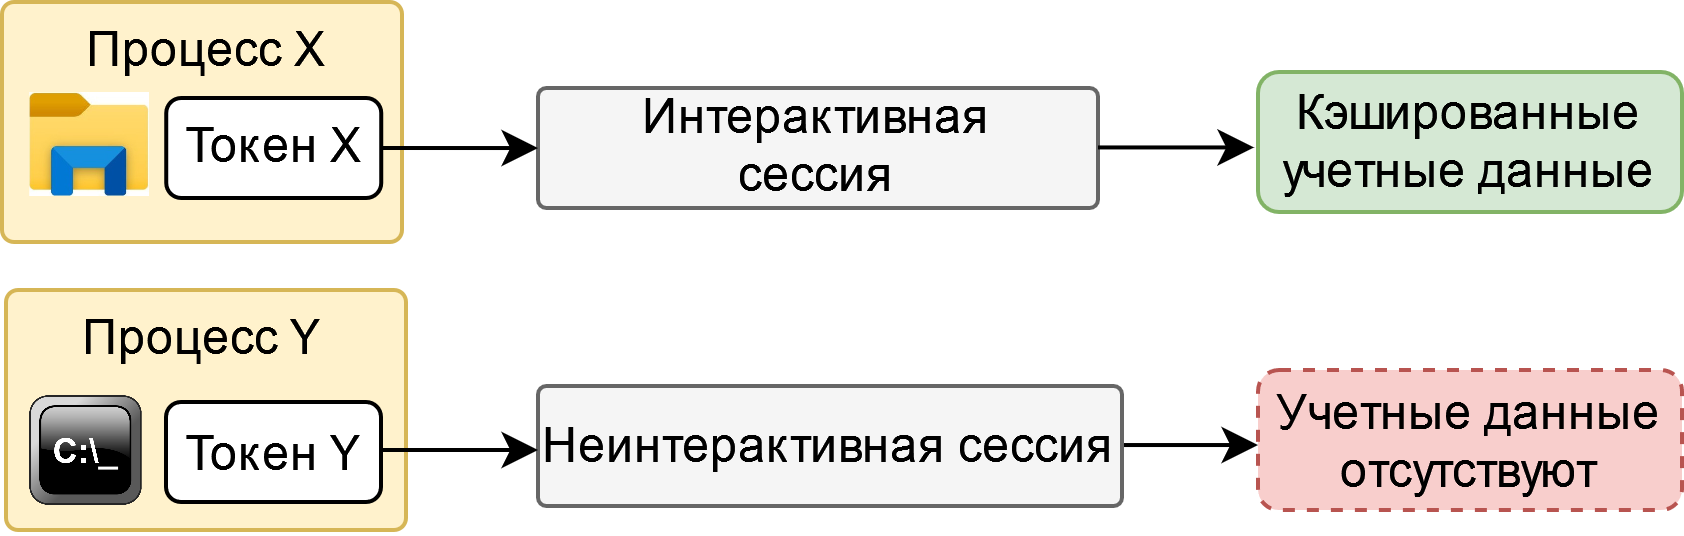 Процесс X
Токен X
Интерактивная
сессия
Кэшированные
учетные данные
Процесс Y
C:\_
Токен Y
Неинтерактивная сессия
Учетные данные
отсутствуют